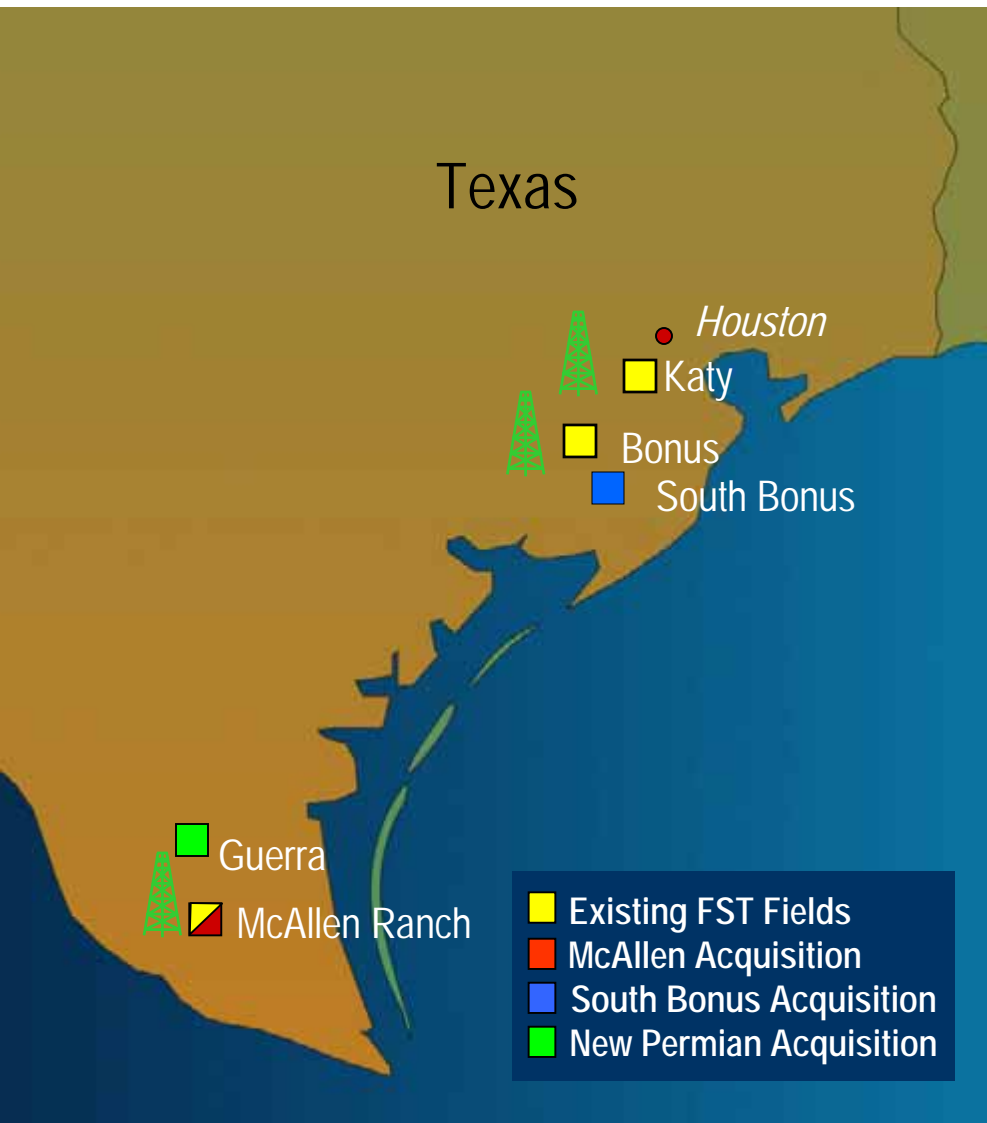 Texas
Houston
Katy
Bonus
South Bonus
Guerra
McAllen Ranch
Existing FST Fields
McAllen Acquisition
South Bonus Acquisition
New Permian Acquisition